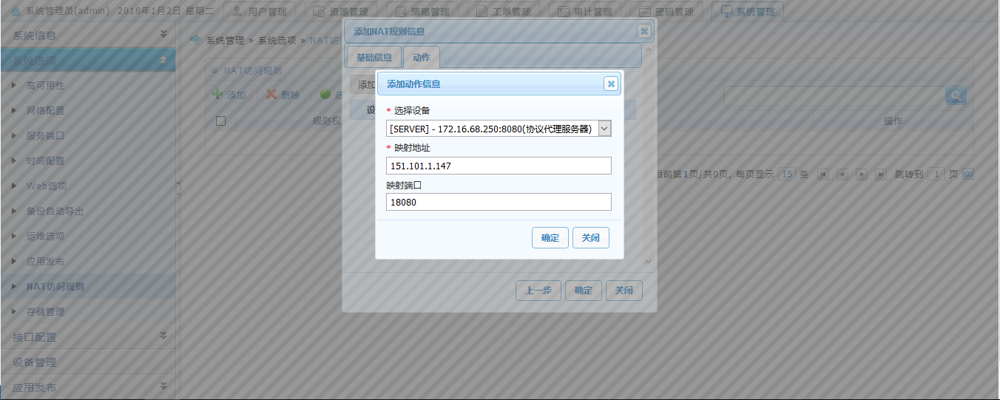 系统管理员(admin) 2018年1月2日 星期二 用户管理 资源管理 策略管理 工单管理 审计管理 密码管理 系统管理
系统信息
系统选项
高可用性
网络配置
服务端口
时间配置
Web选项
备份自动导出
运维选项
应用发布
NAT访问规则
存储管理
接口配置
设备管理
应用发布
系统管理 » 系统选项 » NAT访
NAT访问规则
添加 删除 启
规则权
操作
当前第1页/共0页, 每页显示 15 条 跳转到 1 页 GO
添加NAT规则信息
基础信息 动作
添加
设
添加动作信息
* 选择设备
[SERVER] - 172.16.68.250:8080(协议代理服务器)
* 映射地址
151.101.1.147
映射端口
18080
确定 关闭
上一步 确定 关闭